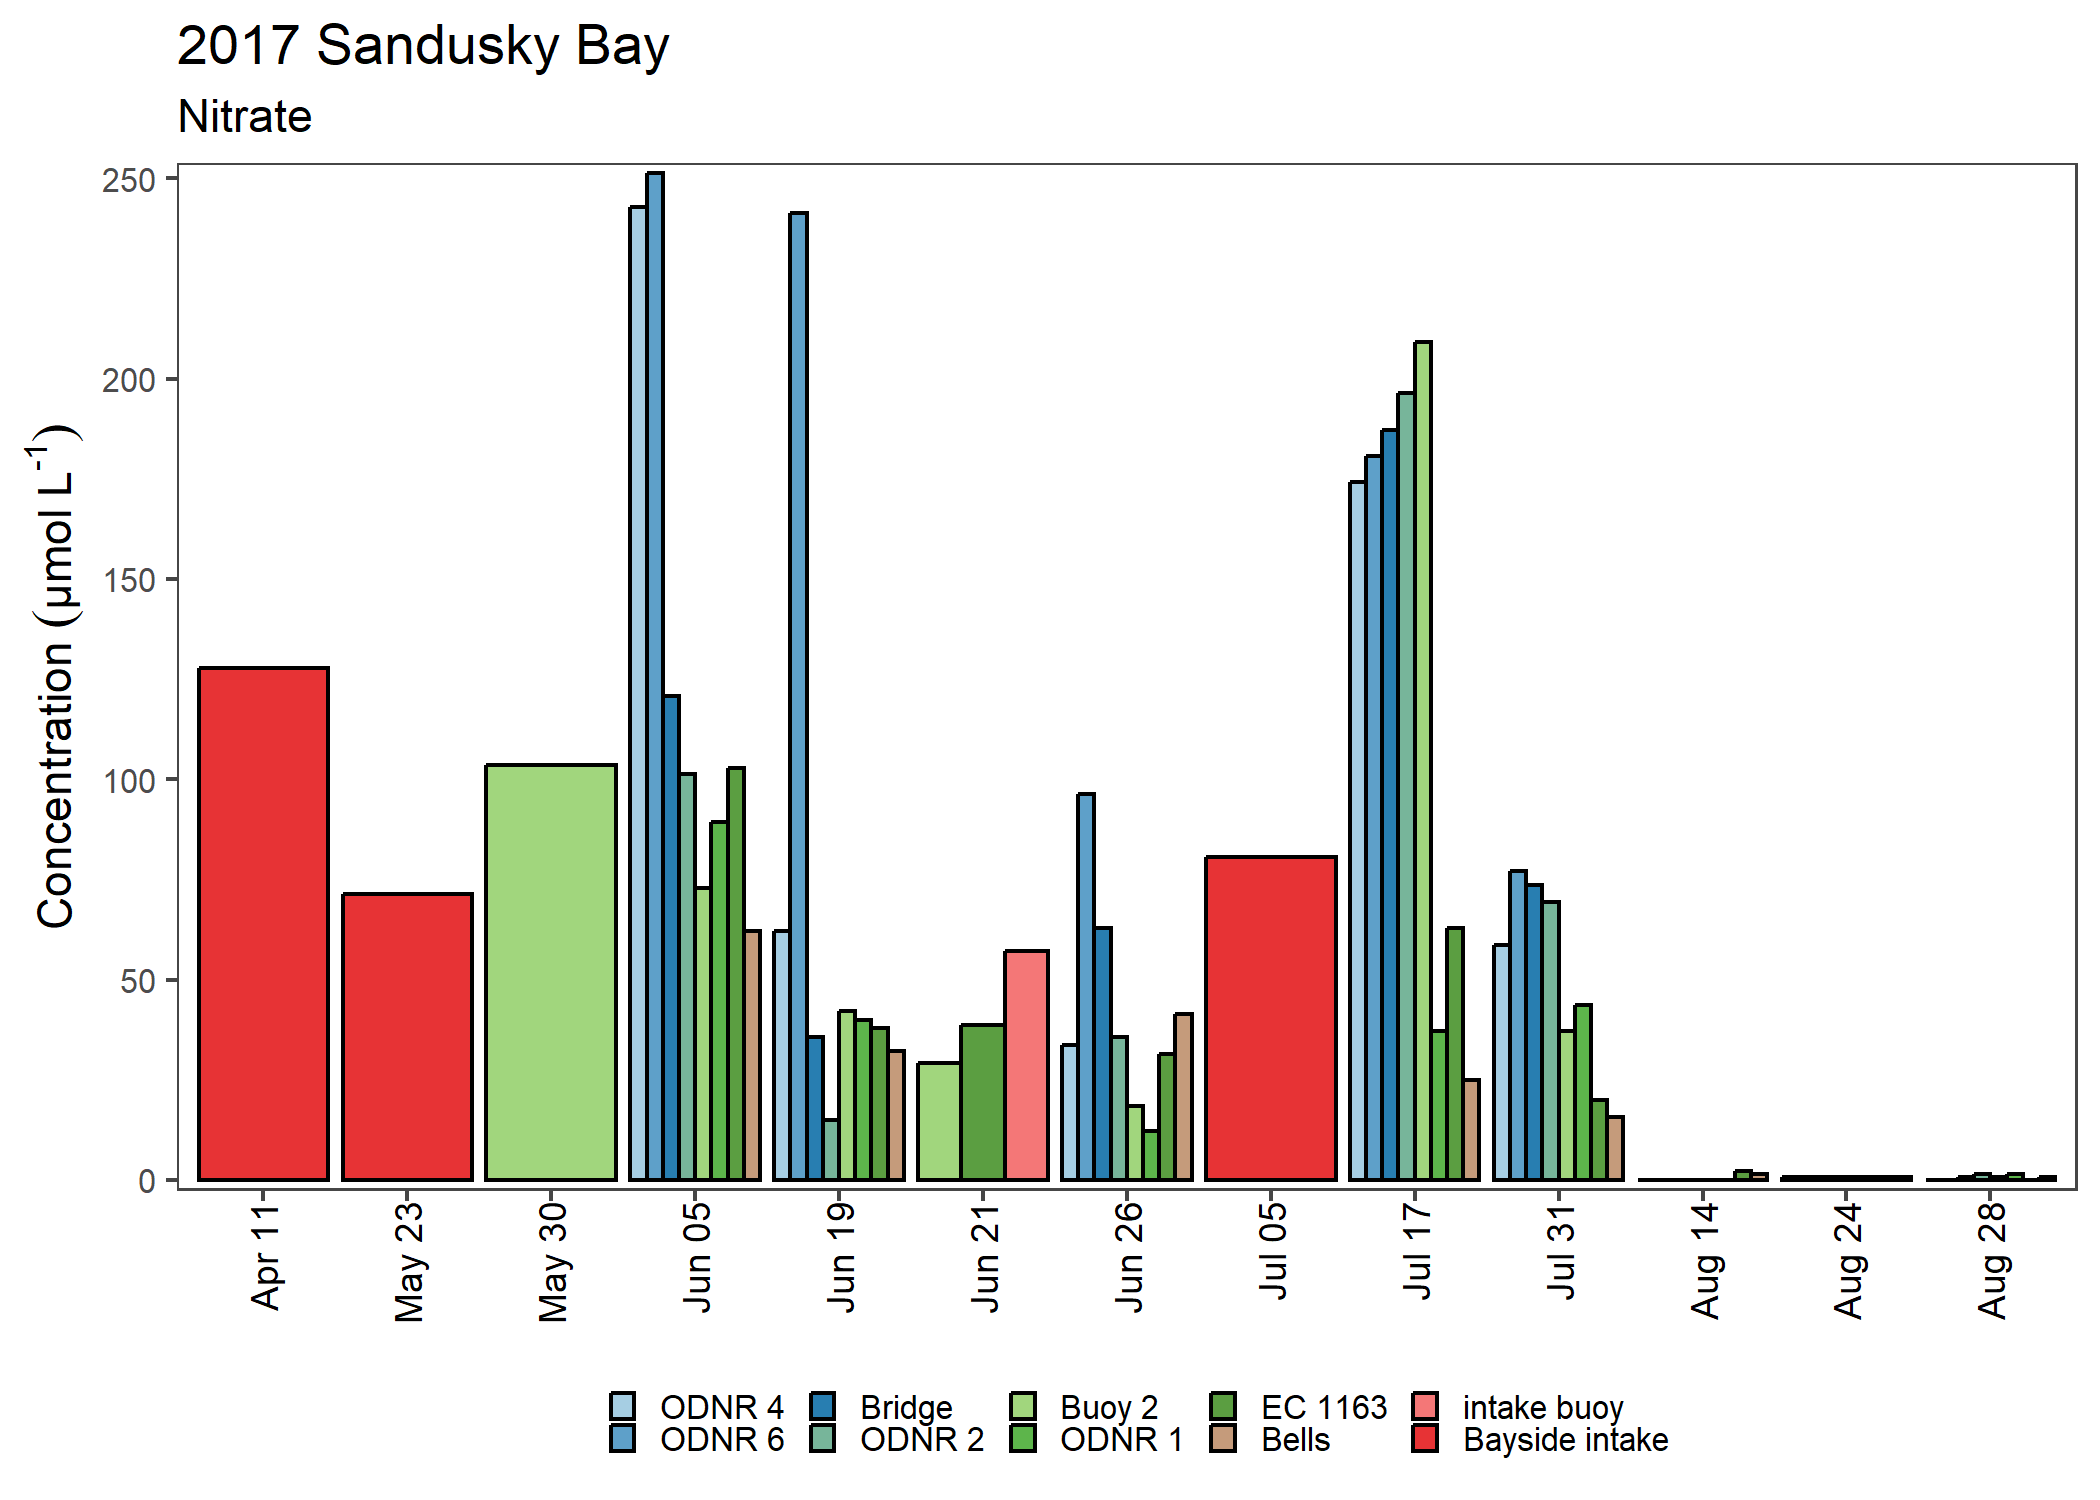 2017 Sandusky Bay
Nitrate
Concentration (µmol L⁻¹)
250
200
150
100
50
0
Apr 11
May 23
May 30
Jun 05
Jun 19
Jun 21
Jun 26
Jul 05
Jul 17
Jul 31
Aug 14
Aug 24
Aug 28
ODNR 4 Bridge Buoy 2 EC 1163 intake buoy
ODNR 6 ODNR 2 ODNR 1 Bells Bayside intake